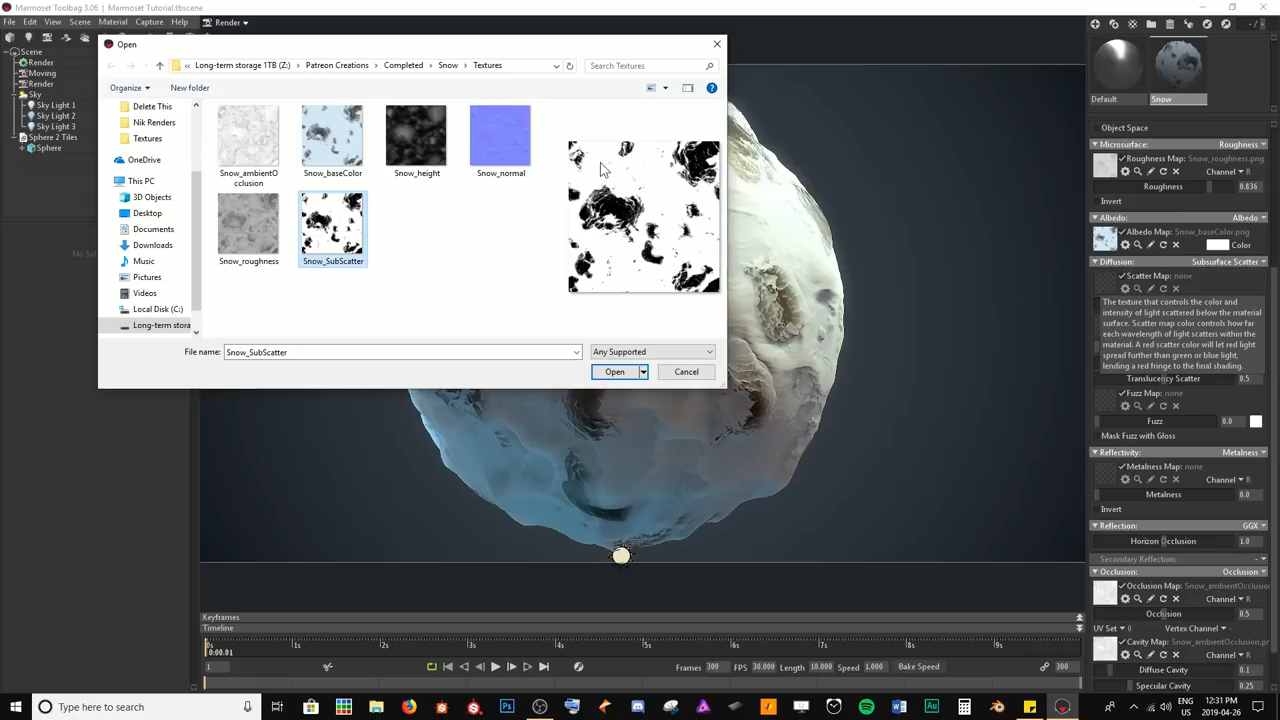 Marmoset Toolbag 3.06 - Marmoset Tutorial.tbscene
File Edit View Scene Material Capture Help
Render
Scene
Render
Moving
Render
Sky
Sky Light 1
Sky Light 2
Sky Light 3
Sphere 2 Tiles
Sphere
Open
« Long-term storage 1TB (Z:) > Patreon Creations > Completed > Snow > Textures
Search Textures
Organize
New folder
Delete This
Nik Renders
Textures
OneDrive
This PC
3D Objects
Desktop
Documents
Downloads
Music
Pictures
Videos
Local Disk (C:)
Long-term stora
Snow_ambientO
cclusion
Snow_baseColor
Snow_height
Snow_normal
Snow_roughness
Snow_SubScatter
File name:
Snow_SubScatter
Any Supported
Open
Cancel
Default
Snow
Object Space
Microsurface: Roughness
Roughness Map: Snow_roughness.png
Channel R
Roughness 0.836
Invert
Albedo: Albedo
Albedo Map: Snow_baseColor.png
Color
Diffusion: Subsurface Scatter
Scatter Map: none
The texture that controls the color and
intensity of light scattered below the material
surface. Scatter map color controls how far
each wavelength of light scatters within the
material. A red scatter color will let red light
spread further than green or blue light,
lending a red fringe to the final shading.
Translucency Scatter 0.5
Fuzz Map: none
Fuzz 0.0
Mask Fuzz with Gloss
Reflectivity: Metalness
Metalness Map: none
Channel R
Metalness 0.0
Invert
Reflection: GGX
Horizon Occlusion 1.0
Secondary Reflection: -
Occlusion: Occlusion
Occlusion Map: Snow_ambientOcclusio
Channel R
Occlusion 0.5
UV Set 0 Vertex Channel -
Cavity Map: Snow_ambientOcclusion.pr
Channel R
Diffuse Cavity 0.1
Specular Cavity 0.25
Keyframes
Timeline
0s 1s 2s 3s 4s 5s 6s 7s 8s 9s
0:00.01
1
Frames 300 FPS 30.000 Length 10.000 Speed 1.000 Bake Speed
300
Type here to search
ENG
US
12:31 PM
2019-04-26